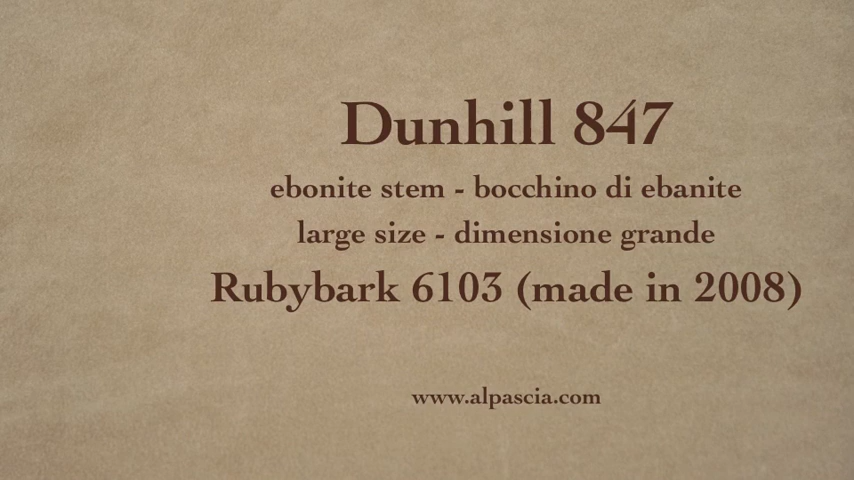 Dunhill 847
ebonite stem - bocchino di ebanite
large size - dimensione grande
Rubybark 6103 (made in 2008)
www.alpascia.com